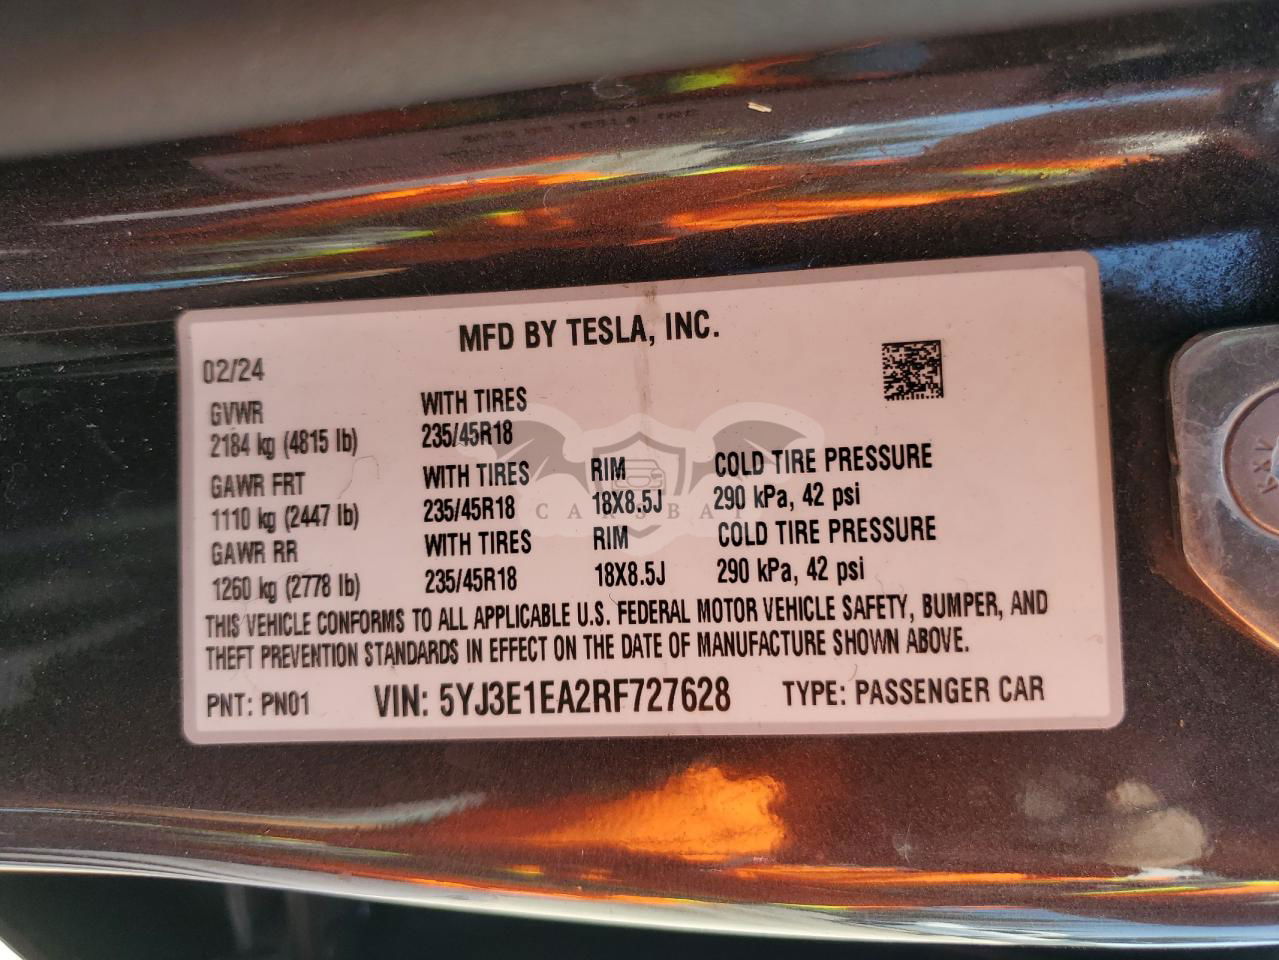 MFD BY TESLA, INC.
02/24
GVWR WITH TIRES
2184 kg (4815 lb) 235/45R18
GAWR FRT WITH TIRES RIM COLD TIRE PRESSURE
1110 kg (2447 lb) 235/45R18 18X8.5J 290 kPa, 42 psi
GAWR RR WITH TIRES RIM COLD TIRE PRESSURE
1260 kg (2778 lb) 235/45R18 18X8.5J 290 kPa, 42 psi
THIS VEHICLE CONFORMS TO ALL APPLICABLE U.S. FEDERAL MOTOR VEHICLE SAFETY, BUMPER, AND
THEFT PREVENTION STANDARDS IN EFFECT ON THE DATE OF MANUFACTURE SHOWN ABOVE.
PNT: PN01 VIN: 5YJ3E1EA2RF727628 TYPE: PASSENGER CAR
CARSBAT